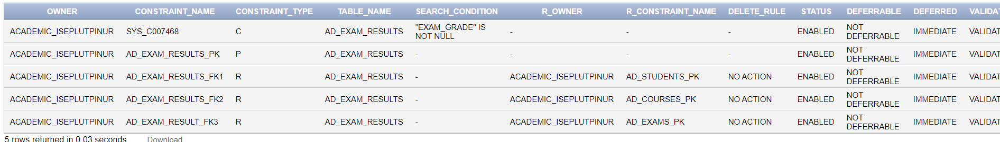 OWNER CONSTRAINT_NAME CONSTRAINT_TYPE TABLE_NAME SEARCH_CONDITION R_OWNER R_CONSTRAINT_NAME DELETE_RULE STATUS DEFERRABLE DEFERRED VALIDAT
ACADEMIC_ISEPLUTPINUR SYS_C007468 C AD_EXAM_RESULTS "EXAM_GRADE" IS NOT NULL - - - ENABLED NOT DEFERRABLE IMMEDIATE VALIDAT
ACADEMIC_ISEPLUTPINUR AD_EXAM_RESULTS_PK P AD_EXAM_RESULTS - - - - ENABLED NOT DEFERRABLE IMMEDIATE VALIDAT
ACADEMIC_ISEPLUTPINUR AD_EXAM_RESULTS_FK1 R AD_EXAM_RESULTS - ACADEMIC_ISEPLUTPINUR AD_STUDENTS_PK NO ACTION ENABLED NOT DEFERRABLE IMMEDIATE VALIDAT
ACADEMIC_ISEPLUTPINUR AD_EXAM_RESULTS_FK2 R AD_EXAM_RESULTS - ACADEMIC_ISEPLUTPINUR AD_COURSES_PK NO ACTION ENABLED NOT DEFERRABLE IMMEDIATE VALIDAT
ACADEMIC_ISEPLUTPINUR AD_EXAM_RESULT_FK3 R AD_EXAM_RESULTS - ACADEMIC_ISEPLUTPINUR AD_EXAMS_PK NO ACTION ENABLED NOT DEFERRABLE IMMEDIATE VALIDAT
5 rows returned in 0.03 seconds Download